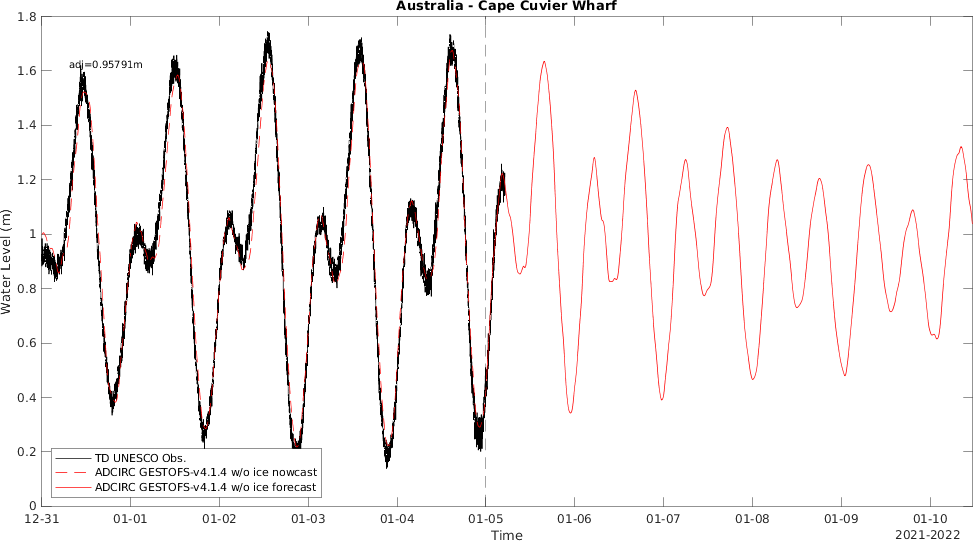 Australia - Cape Cuvier Wharf
1.8
1.6
1.4
1.2
1
0.8
0.6
0.4
0.2
0
Water Level (m)
adj=0.95791m
TD UNESCO Obs.
ADCIRC GESTOFS-v4.1.4 w/o ice nowcast
ADCIRC GESTOFS-v4.1.4 w/o ice forecast
12-31 01-01 01-02 01-03 01-04 01-05 01-06 01-07 01-08 01-09 01-10
Time
2021-2022